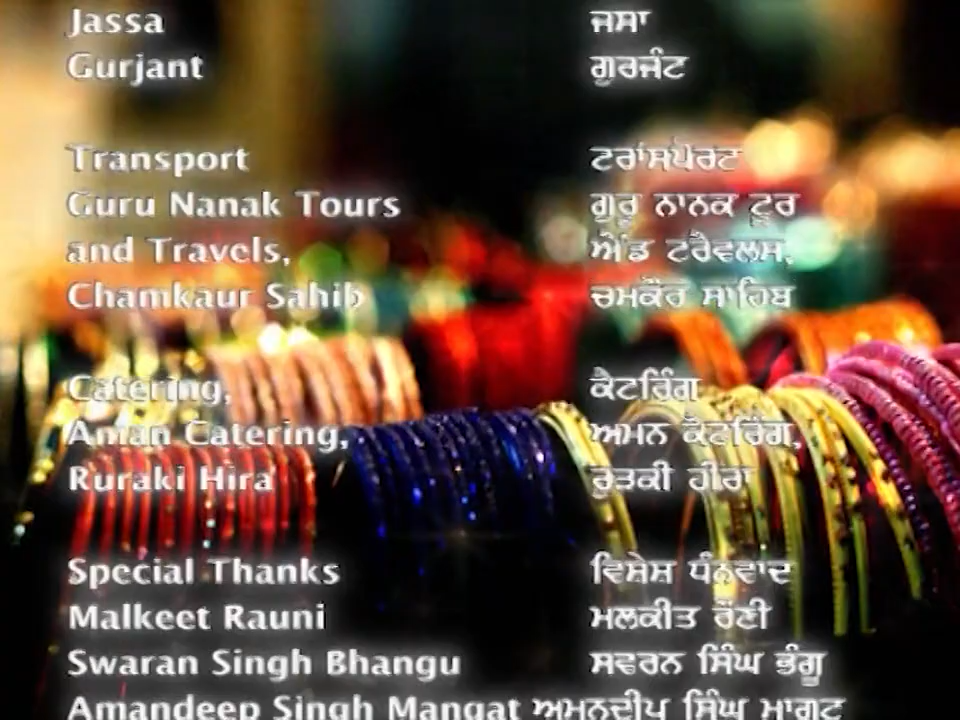 Jassa ਜਸਾ
Gurjant ਗੁਰਜੰਟ
Transport ਟਰਾਂਸਪੋਰਟ
Guru Nanak Tours ਗੁਰੂ ਨਾਨਕ ਟੂਰ
and Travels, ਐਂਡ ਟਰੈਵਲਸ,
Chamkaur Sahib ਚਮਕੌਰ ਸਾਹਿਬ
Catering, ਕੈਟਰਿੰਗ
Aman Catering, ਅਮਨ ਕੈਟਰਿੰਗ,
Ruraki Hira ਰੁੜਕੀ ਹੀਰਾ
Special Thanks ਵਿਸ਼ੇਸ਼ ਧੰਨਵਾਦ
Malkeet Rauni ਮਲਕੀਤ ਰੌਣੀ
Swaran Singh Bhangu ਸਵਰਨ ਸਿੰਘ ਭੰਗੂ
Amandeep Singh Mangat ਅਮਨਦੀਪ ਸਿੰਘ ਮਾਂਗਟ